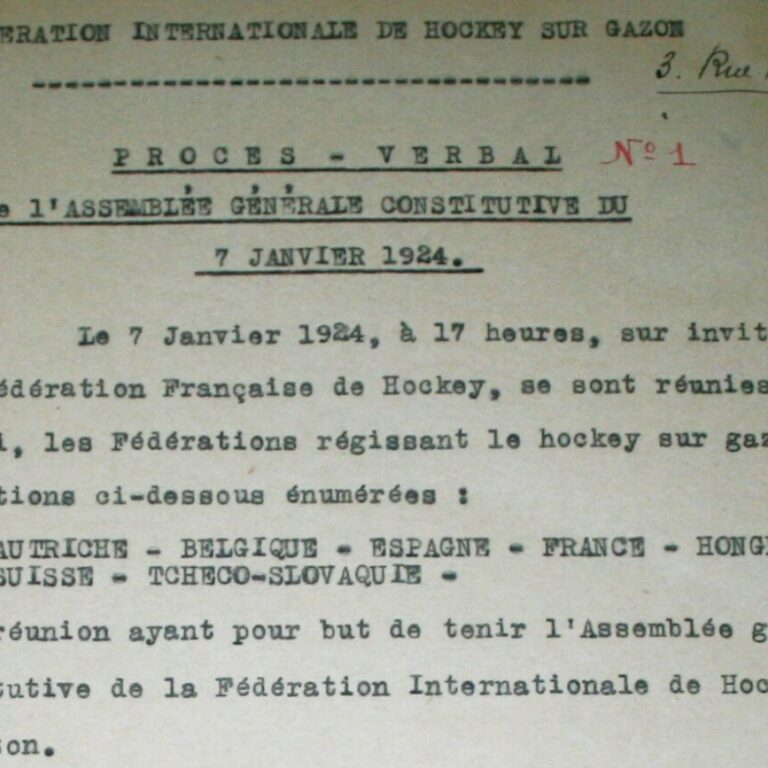 ERATION INTERNATIONALE DE HOCKEY SUR GAZON
3. Rue
PROCES - VERBAL N° 1
l'ASSEMBLÉE GÉNÉRALE CONSTITUTIVE DU
7 JANVIER 1924.
Le 7 Janvier 1924, à 17 heures, sur invit
édération Française de Hockey, se sont réunies
i, les Fédérations régissant le hockey sur gaz
tions ci-dessous énumérées :
AUTRICHE - BELGIQUE - ESPAGNE - FRANCE - HONG
SUISSE - TCHECO-SLOVAQUIE -
réunion ayant pour but de tenir l'Assemblée g
tutive de la Fédération Internationale de Hoc
on.